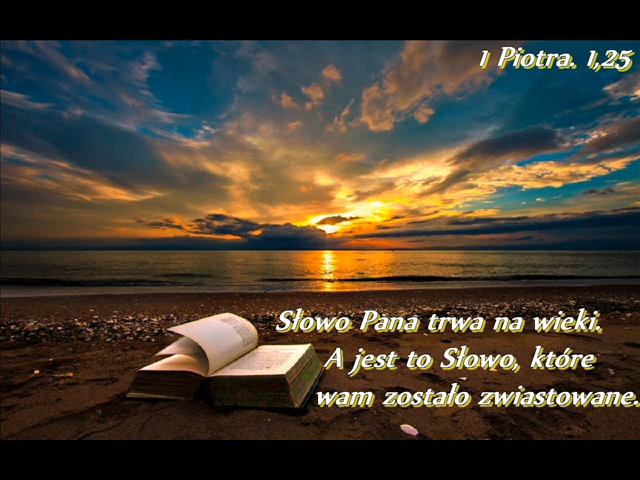 1 Piotra. 1,25
Słowo Pana trwa na wieki.
A jest to Słowo, które
wam zostało zwiastowane.